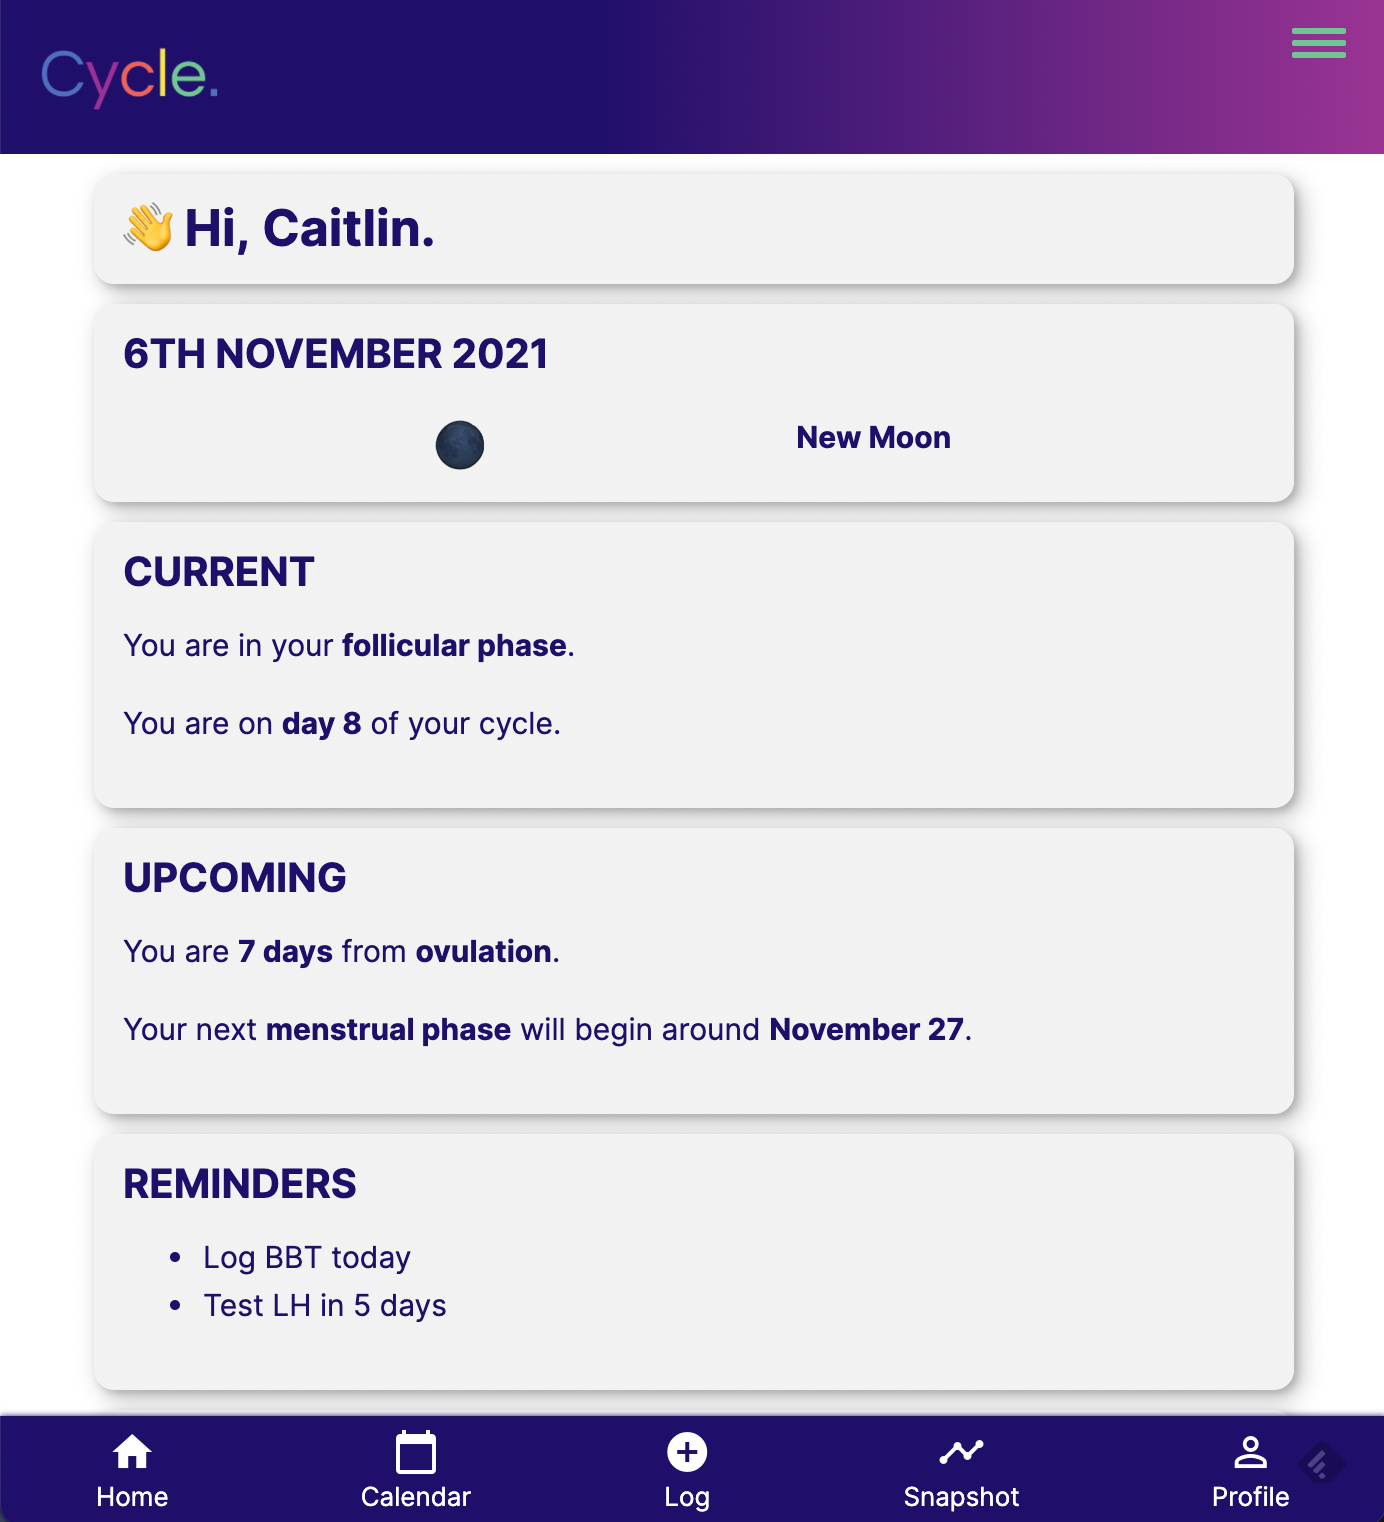 Cycle.
👋 Hi, Caitlin.
6TH NOVEMBER 2021
New Moon
CURRENT
You are in your follicular phase.
You are on day 8 of your cycle.
UPCOMING
You are 7 days from ovulation.
Your next menstrual phase will begin around November 27.
REMINDERS
• Log BBT today
• Test LH in 5 days
Home Calendar Log Snapshot Profile